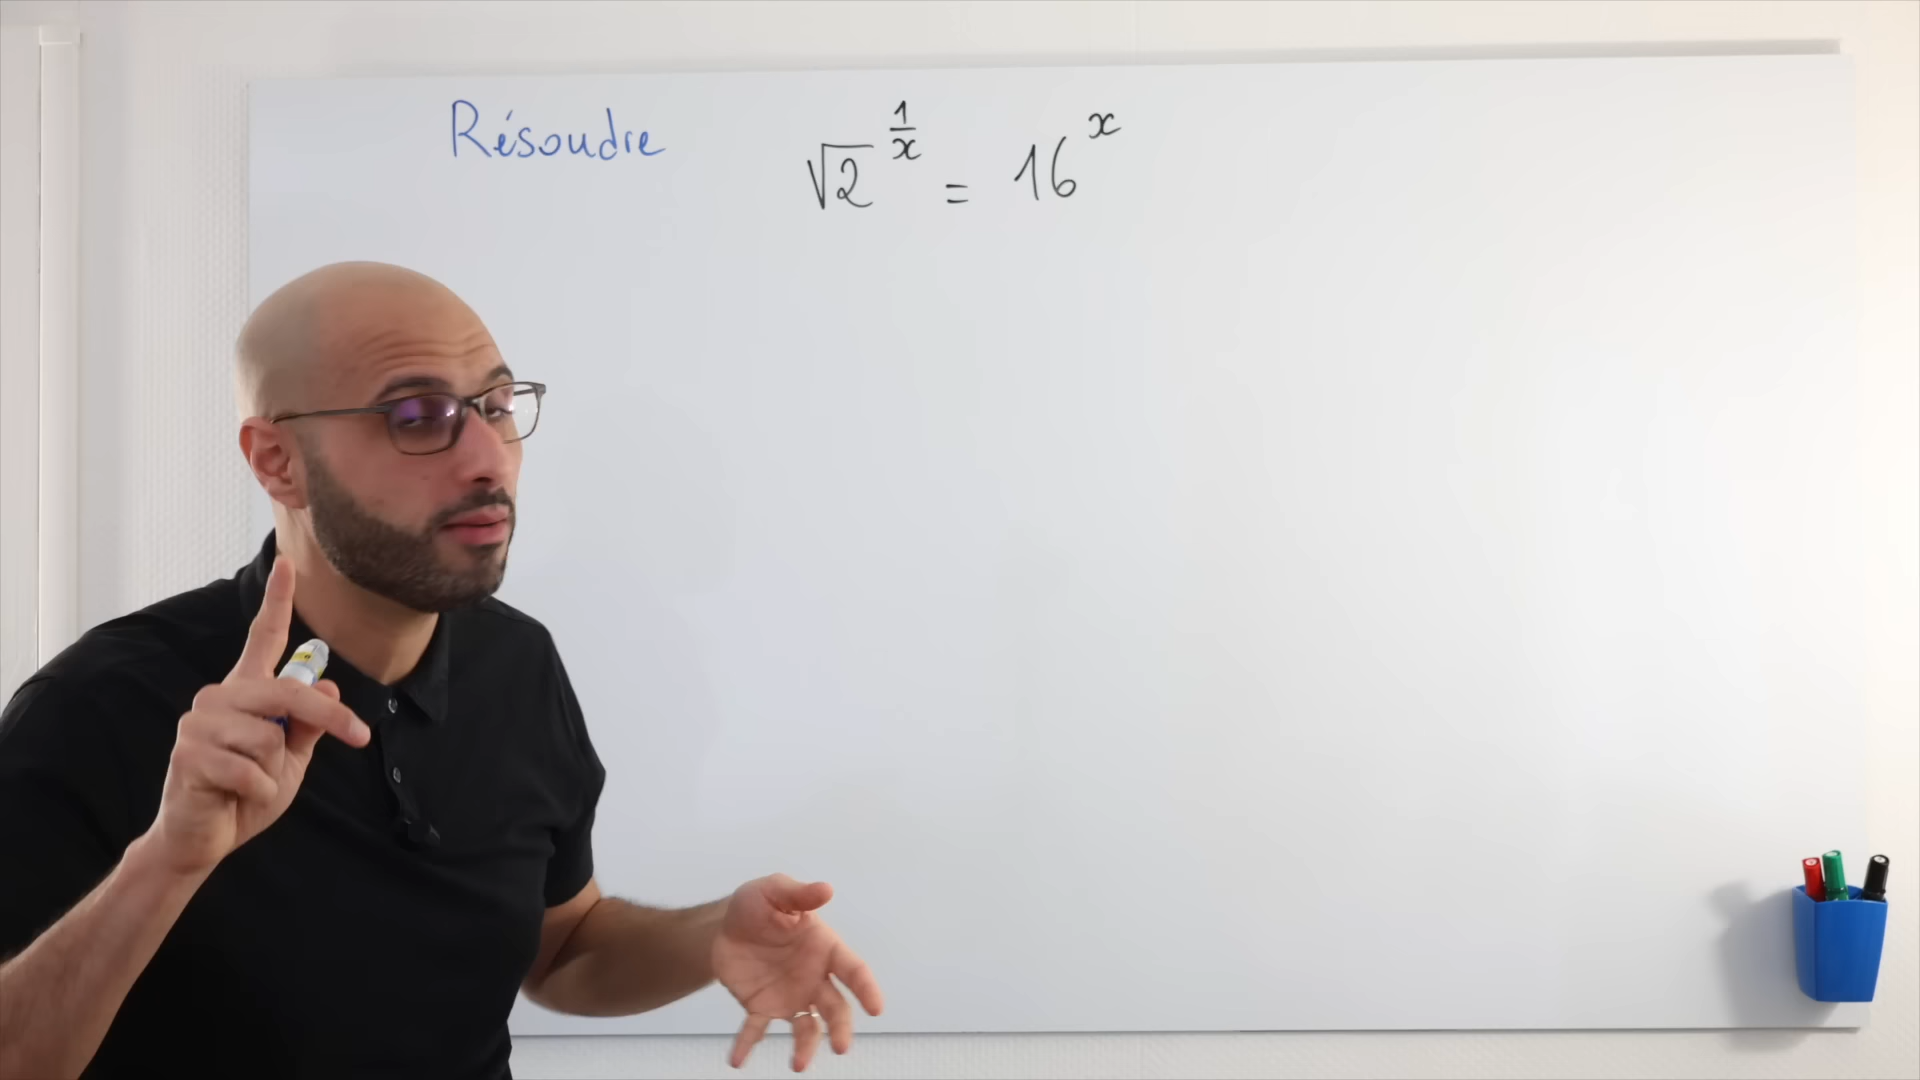 Résoudre √2^(1/x) = 16^x